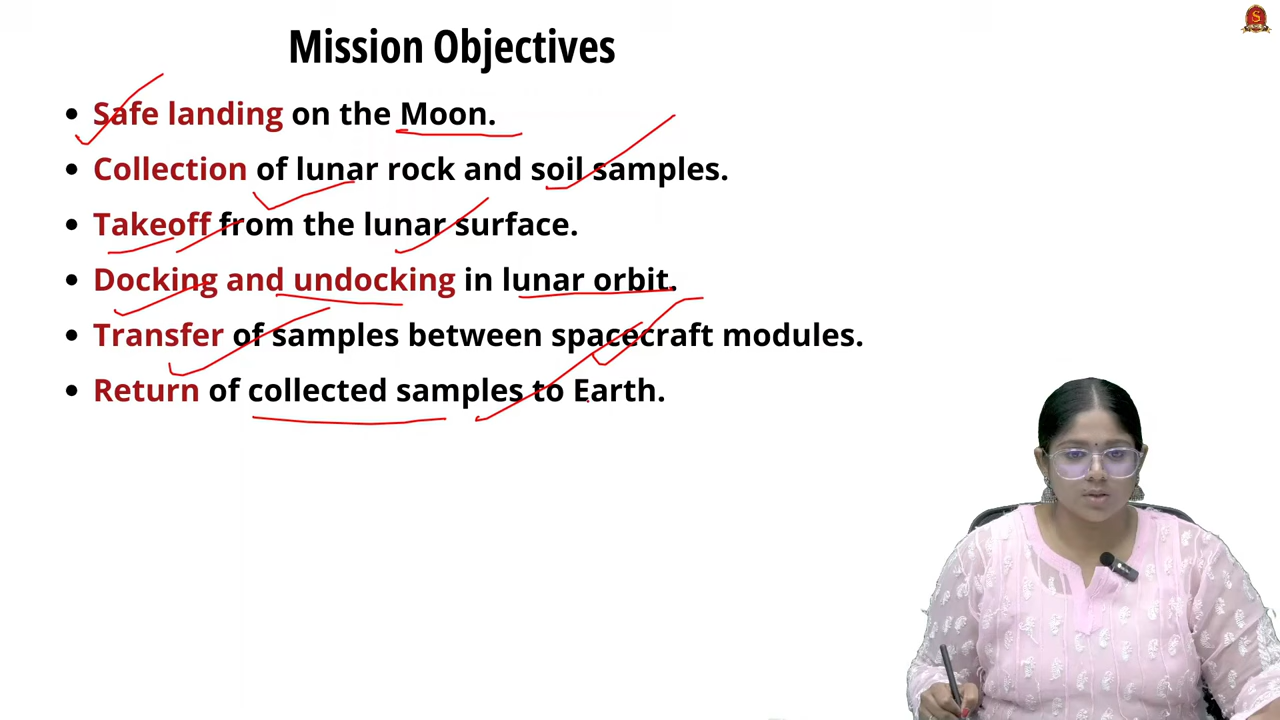 Mission Objectives
• Safe landing on the Moon.
• Collection of lunar rock and soil samples.
• Takeoff from the lunar surface.
• Docking and undocking in lunar orbit.
• Transfer of samples between spacecraft modules.
• Return of collected samples to Earth.
S